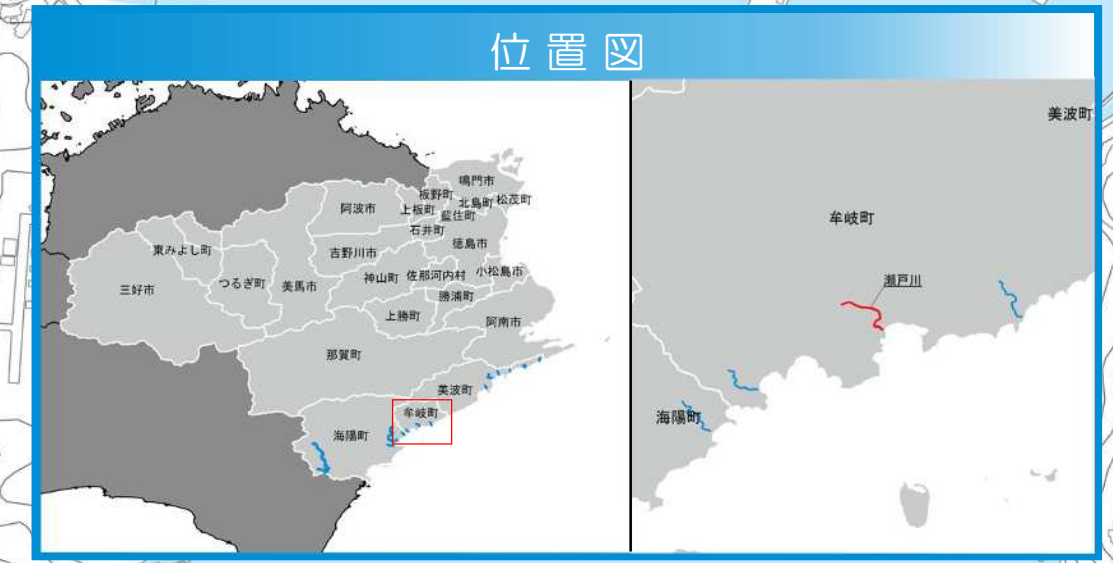 位置図
鳴門市
板野町
松茂町
北島町
阿波市
上板町
藍住町
石井町
徳島市
東みよし町
吉野川市
佐那河内村
小松島市
神山町
つるぎ町
美馬市
三好市
勝浦町
上勝町
阿南市
那賀町
美波町
牟岐町
海陽町
美波町
牟岐町
瀬戸川
海陽町